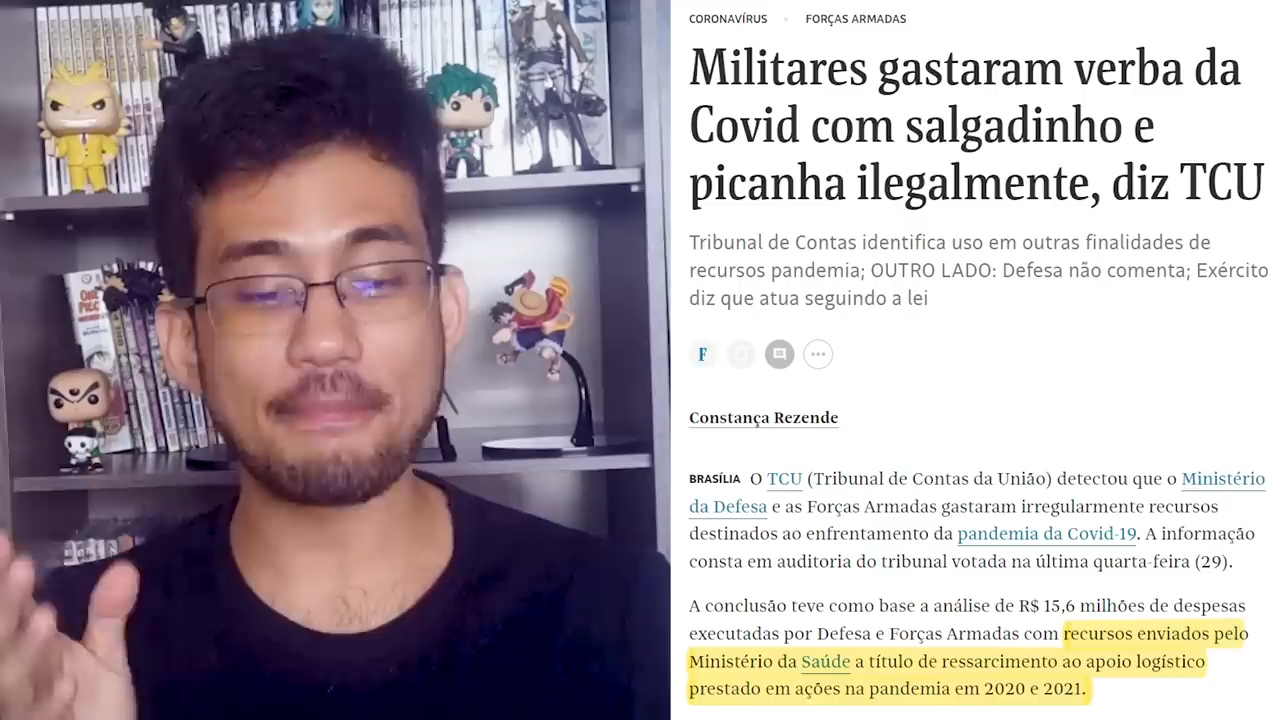 CORONAVÍRUS • FORÇAS ARMADAS
Militares gastaram verba da
Covid com salgadinho e
picanha ilegalmente, diz TCU
Tribunal de Contas identifica uso em outras finalidades de
recursos pandemia; OUTRO LADO: Defesa não comenta; Exército
diz que atua seguindo a lei
F
Constança Rezende
BRASÍLIA O TCU (Tribunal de Contas da União) detectou que o Ministério
da Defesa e as Forças Armadas gastaram irregularmente recursos
destinados ao enfrentamento da pandemia da Covid-19. A informação
consta em auditoria do tribunal votada na última quarta-feira (29).
A conclusão teve como base a análise de R$ 15,6 milhões de despesas
executadas por Defesa e Forças Armadas com recursos enviados pelo
Ministério da Saúde a título de ressarcimento ao apoio logístico
prestado em ações na pandemia em 2020 e 2021.
ONE
PIECE